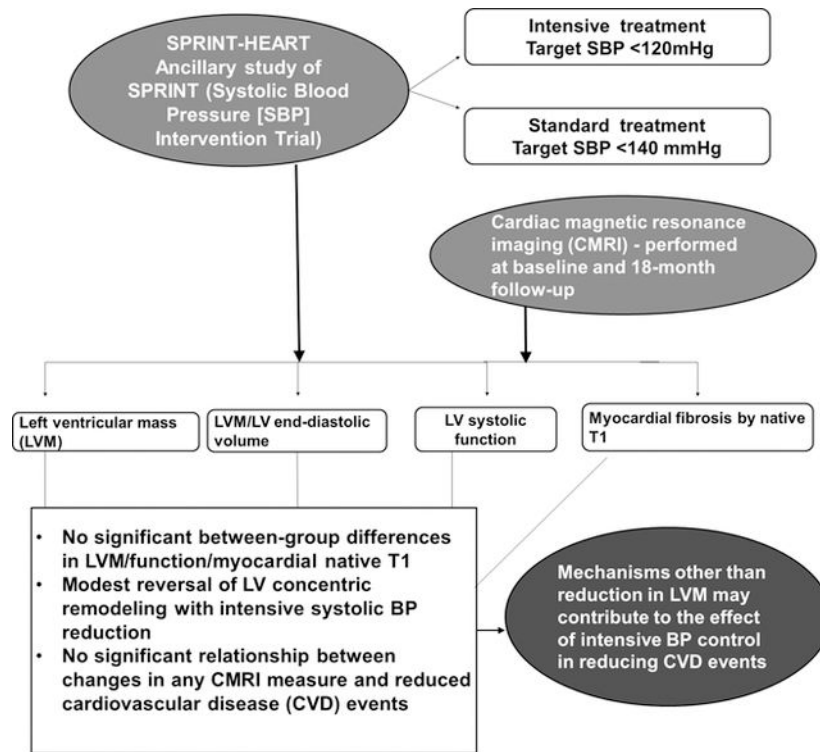 SPRINT-HEART
Ancillary study of
SPRINT (Systolic Blood
Pressure [SBP]
Intervention Trial)
Intensive treatment
Target SBP <120mHg
Standard treatment
Target SBP <140 mmHg
Cardiac magnetic resonance
imaging (CMRI) - performed
at baseline and 18-month
follow-up
Left ventricular mass
(LVM)
LVM/LV end-diastolic
volume
LV systolic
function
Myocardial fibrosis by native
T1
• No significant between-group differences
in LVM/function/myocardial native T1
• Modest reversal of LV concentric
remodeling with intensive systolic BP
reduction
• No significant relationship between
changes in any CMRI measure and reduced
cardiovascular disease (CVD) events
Mechanisms other than
reduction in LVM may
contribute to the effect
of intensive BP control
in reducing CVD events